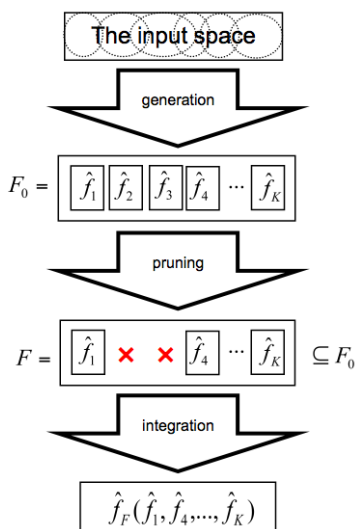 The input space
generation
F₀ = f̂₁ f̂₂ f̂₃ f̂₄ ... f̂_K
pruning
F = f̂₁ × × f̂₄ ... f̂_K ⊆ F₀
integration
f̂_F(f̂₁, f̂₄,..., f̂_K)